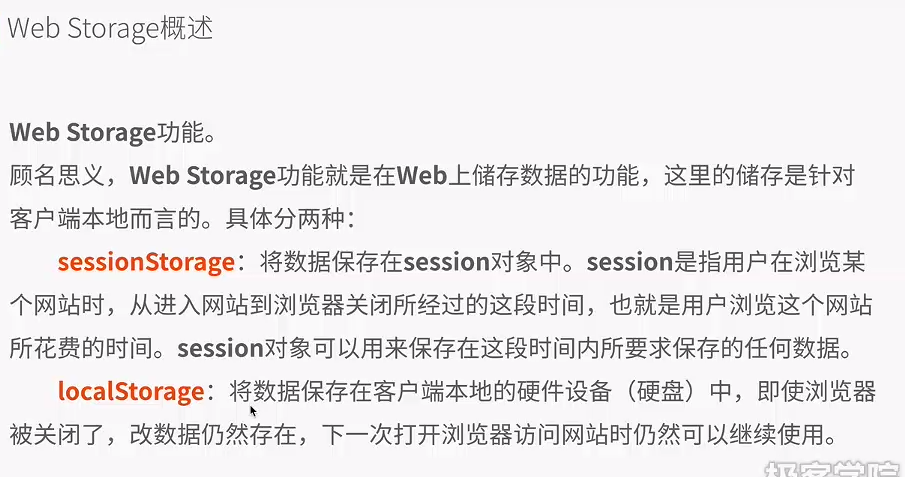 Web Storage概述
Web Storage功能。
顾名思义，Web Storage功能就是在Web上储存数据的功能，这里的储存是针对
客户端本地而言的。具体分两种：
sessionStorage：将数据保存在session对象中。session是指用户在浏览某
个网站时，从进入网站到浏览器关闭所经过的这段时间，也就是用户浏览这个网站
所花费的时间。session对象可以用来保存在这段时间内所要求保存的任何数据。
localStorage：将数据保存在客户端本地的硬件设备（硬盘）中，即使浏览器
被关闭了，改数据仍然存在，下一次打开浏览器访问网站时仍然可以继续使用。
极客学院